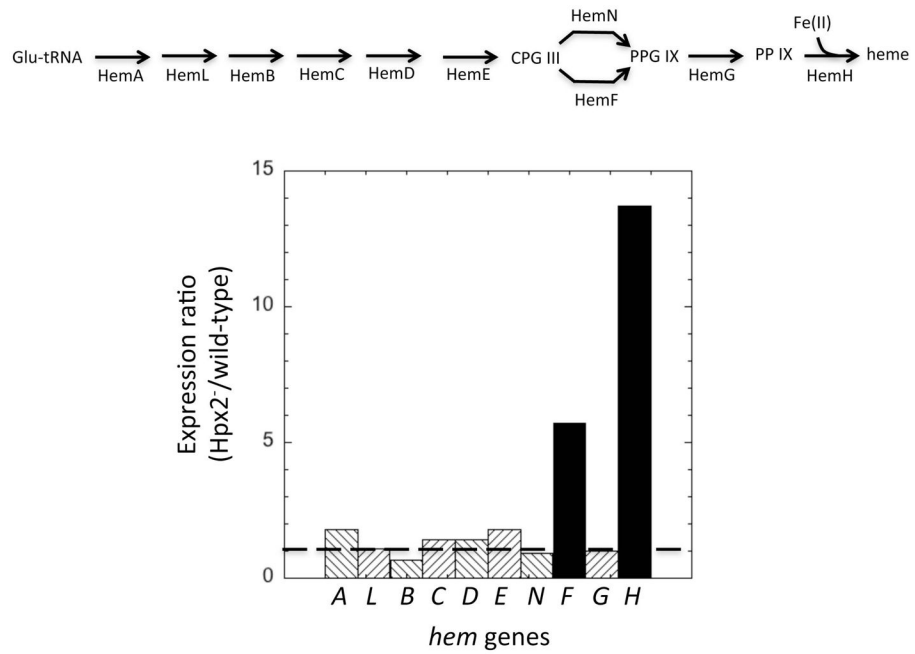 HemN
Fe(II)
Glu-tRNA CPG III PPG IX PP IX heme
HemA HemL HemB HemC HemD HemE HemG HemH
HemF
15
10
5
0
Expression ratio
(Hpx2⁻/wild-type)
A L B C D E N F G H
hem genes